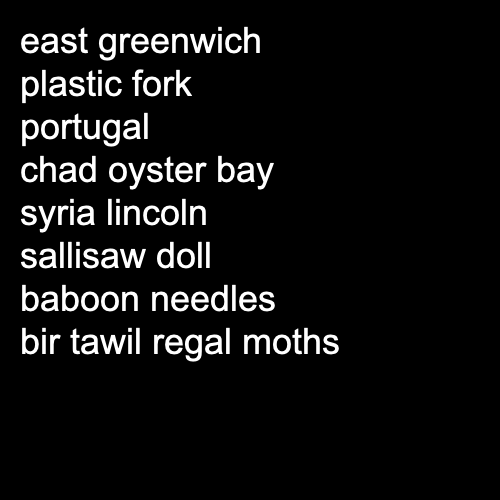 east greenwich
plastic fork
portugal
chad oyster bay
syria lincoln
sallisaw doll
baboon needles
bir tawil regal moths